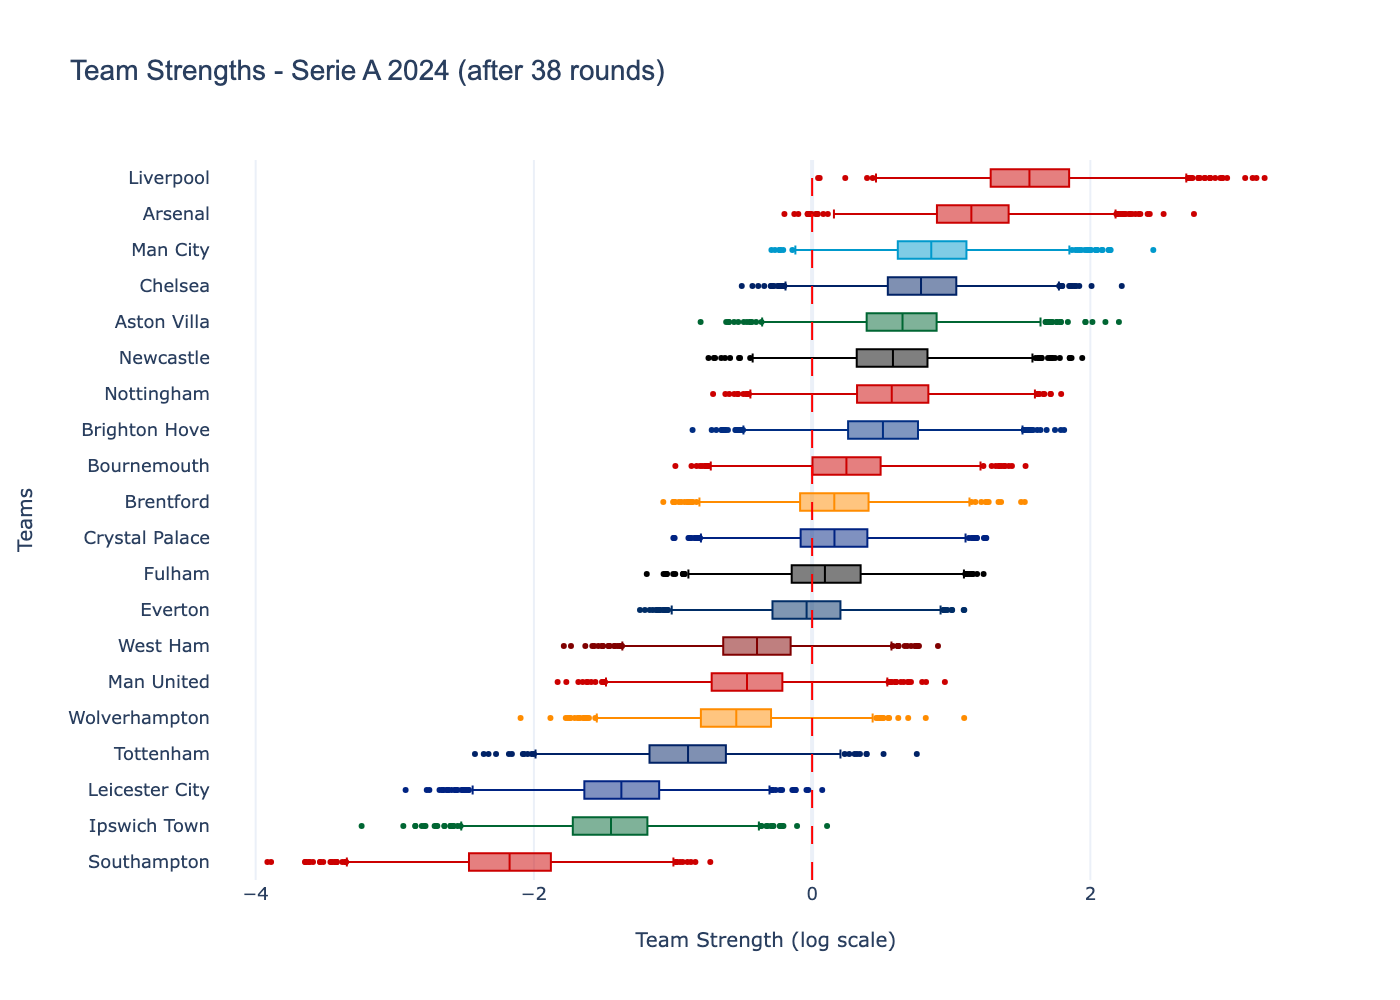 Team Strengths - Serie A 2024 (after 38 rounds)
Liverpool
Arsenal
Man City
Chelsea
Aston Villa
Newcastle
Nottingham
Brighton Hove
Bournemouth
Brentford
Crystal Palace
Fulham
Everton
West Ham
Man United
Wolverhampton
Tottenham
Leicester City
Ipswich Town
Southampton
Teams
−4 −2 0 2
Team Strength (log scale)